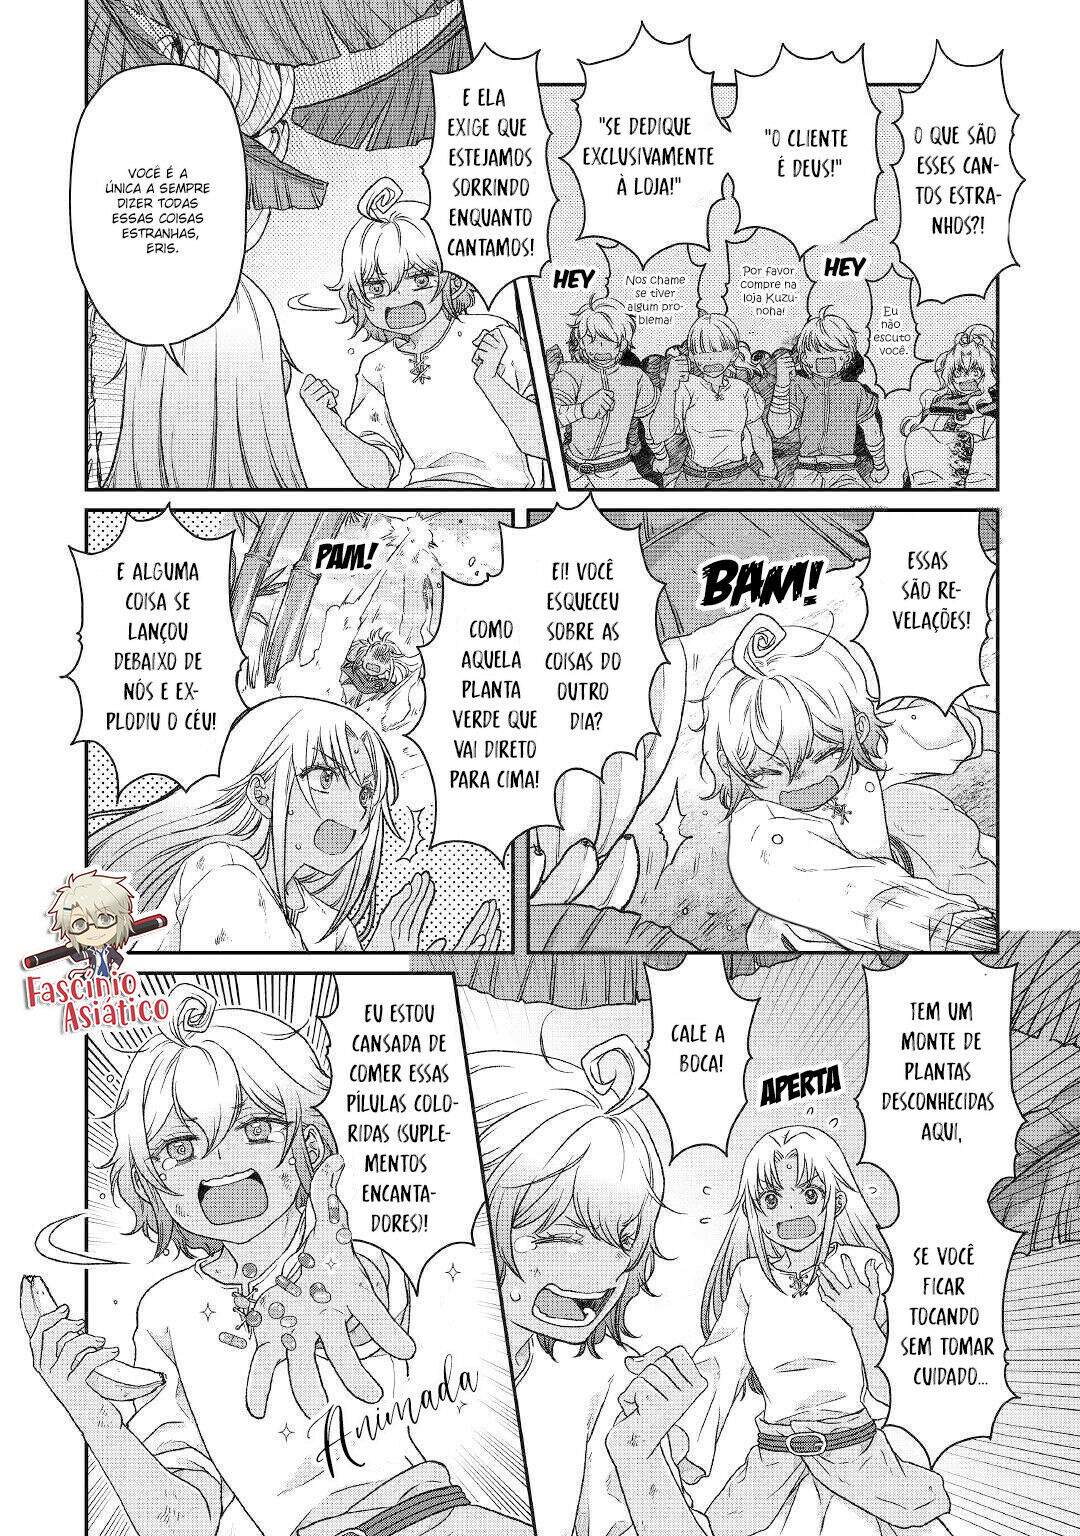 O QUE SÃO
ESSES CAN-
TOS ESTRA-
NHOS?!
"O CLIENTE
É DEUS!"
"SE DEDIQUE
EXCLUSIVAMENTE
À LOJA!"
HEY
Eu
não
escuto
você.
Por favor
compre na
loja Kuzu-
noha!
Nos chame
se tiver
algum pro-
blema!
HEY
E ELA
EXIGE QUE
ESTEJAMOS
SORRINDO
ENQUANTO
CANTAMOS!
VOCÊ É A
ÚNICA A SEMPRE
DIZER TODAS
ESSAS COISAS
ESTRANHAS,
ERIS.
ESSAS
SÃO RE-
VELAÇÕES!
BAM!
EI! VOCÊ
ESQUECEU
SOBRE AS
COISAS DO
OUTRO
DIA?
COMO
AQUELA
PLANTA
VERDE QUE
VAI DIRETO
PARA CIMA!
PAM!
E ALGUMA
COISA SE
LANÇOU
DEBAIXO DE
NÓS E EX-
PLODIU O CÉU!
TEM UM
MONTE DE
PLANTAS
DESCONHECIDAS
AQUI,
SE VOCÊ
FICAR
TOCANDO
SEM TOMAR
CUIDADO...
APERTA
CALE A
BOCA!
EU ESTOU
CANSADA DE
COMER ESSAS
PÍLULAS COLO-
RIDAS (SUPLE-
MENTOS
ENCANTA-
DORES)!
Animada
Fascínio
Asiático